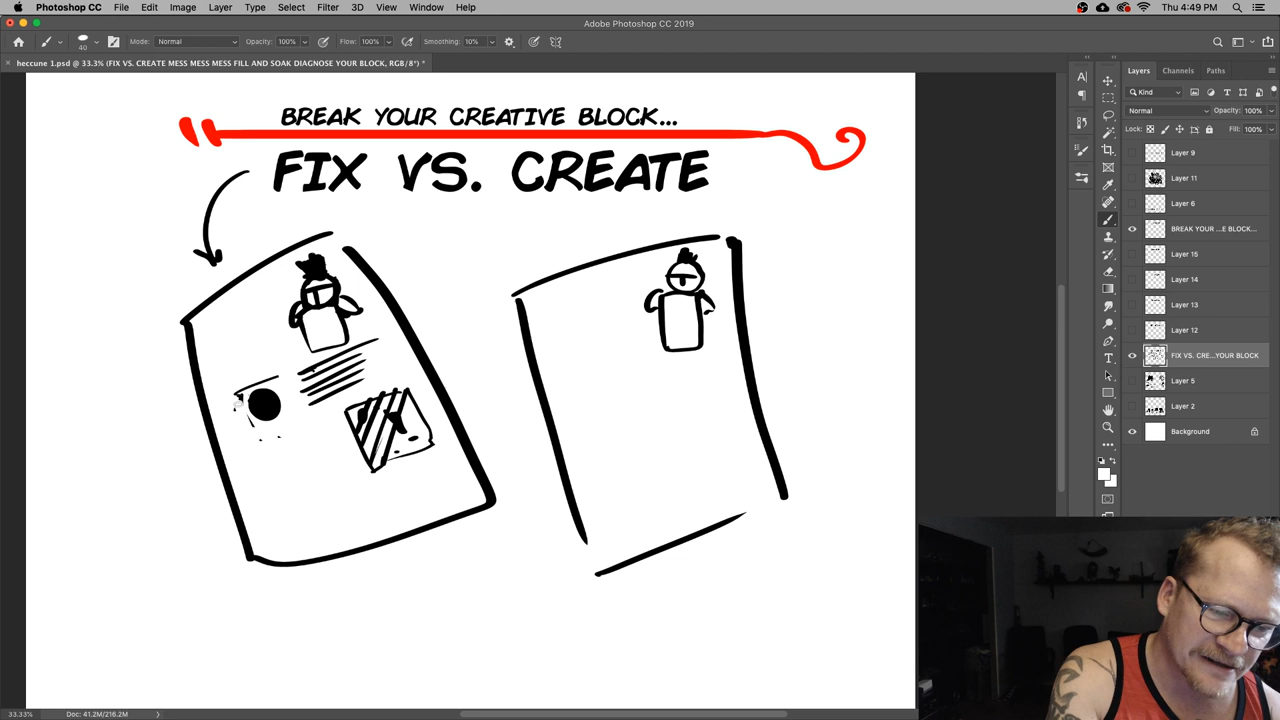 Photoshop CC File Edit Image Layer Type Select Filter 3D View Window Help Thu 4:49 PM
Adobe Photoshop CC 2019
40 Mode: Normal Opacity: 100% Flow: 100% Smoothing: 10%
heccune 1.psd @ 33.3% (FIX VS. CREATE MESS MESS MESS FILL AND SOAK DIAGNOSE YOUR BLOCK, RGB/8*) *
Layers Channels Paths
Kind
Normal Opacity: 100%
Lock: Fill: 100%
Layer 9
Layer 11
Layer 6
BREAK YOUR ...E BLOCK...
Layer 15
Layer 14
Layer 13
Layer 12
FIX VS. CRE...YOUR BLOCK
Layer 5
Layer 2
Background
BREAK YOUR CREATIVE BLOCK...
FIX VS. CREATE
33.33% Doc: 41.2M/216.2M